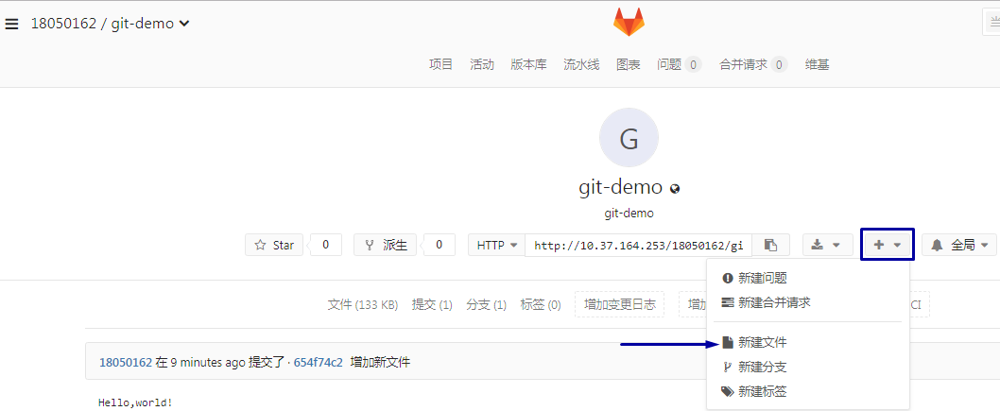 18050162 / git-demo
当
项目 活动 版本库 流水线 图表 问题 0 合并请求 0 维基
G
git-demo
git-demo
Star 0 派生 0 HTTP http://10.37.164.253/18050162/gi 全局
新建问题
新建合并请求
文件 (133 KB) 提交 (1) 分支 (1) 标签 (0) 增加变更日志 增加 CI
新建文件
18050162 在 9 minutes ago 提交了 · 654f74c2 增加新文件
新建分支
新建标签
Hello,world!